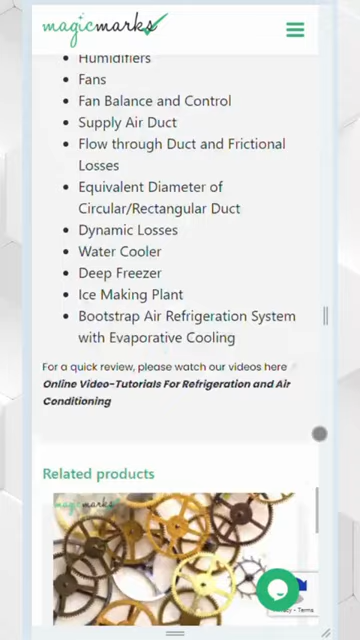 magicmarks
Humidifiers
Fans
Fan Balance and Control
Supply Air Duct
Flow through Duct and Frictional
Losses
Equivalent Diameter of
Circular/Rectangular Duct
Dynamic Losses
Water Cooler
Deep Freezer
Ice Making Plant
Bootstrap Air Refrigeration System
with Evaporative Cooling
For a quick review, please watch our videos here
Online Video-Tutorials For Refrigeration and Air
Conditioning
Related products
magicmarks
- Terms